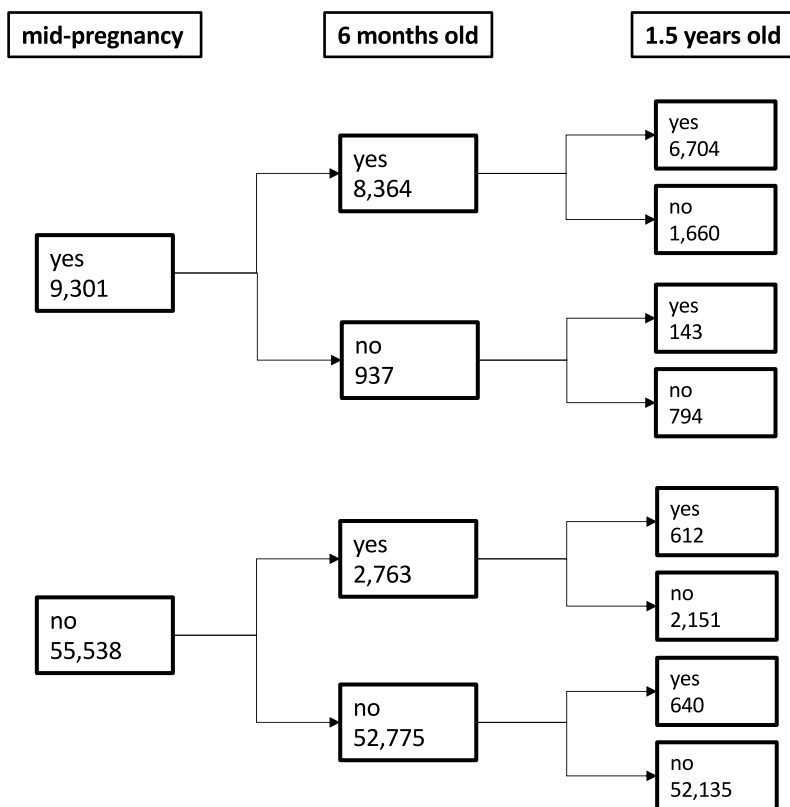 mid-pregnancy
6 months old
1.5 years old
yes
9,301
yes
8,364
yes
6,704
no
1,660
no
937
yes
143
no
794
no
55,538
yes
2,763
yes
612
no
2,151
no
52,775
yes
640
no
52,135